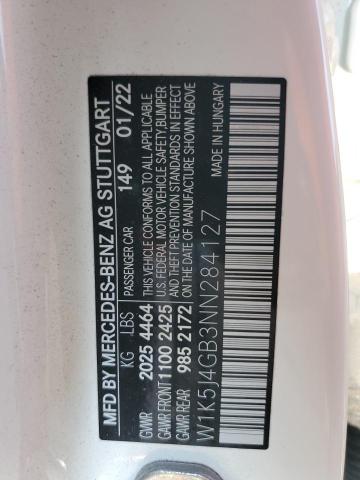 MFD BY MERCEDES-BENZ AG STUTTGART
PASSENGER CAR 149 01/22
KG LBS
GVWR 2025 4464
GAWR FRONT 1100 2425
GAWR REAR 985 2172
THIS VEHICLE CONFORMS TO ALL APPLICABLE
U.S. FEDERAL MOTOR VEHICLE SAFETY,BUMPER
AND THEFT PREVENTION STANDARDS IN EFFECT
ON THE DATE OF MANUFACTURE SHOWN ABOVE.
MADE IN HUNGARY
W1K5J4GB3NN284127